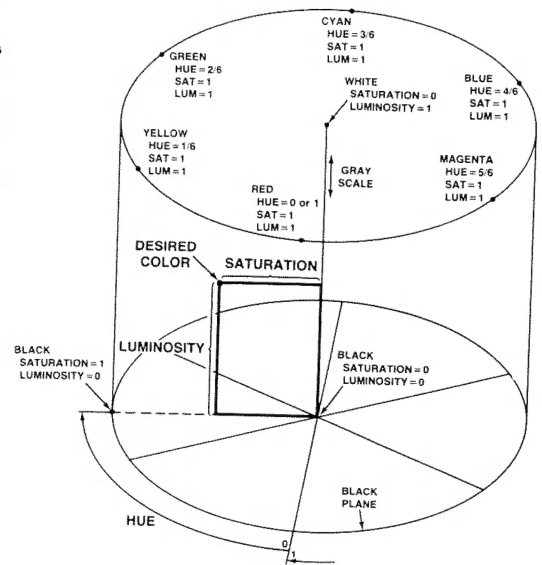 CYAN
HUE = 3/6
SAT = 1
LUM = 1
GREEN
HUE = 2/6
SAT = 1
LUM = 1
BLUE
HUE = 4/6
SAT = 1
LUM = 1
WHITE
SATURATION = 0
LUMINOSITY = 1
YELLOW
HUE = 1/6
SAT = 1
LUM = 1
GRAY
SCALE
MAGENTA
HUE = 5/6
SAT = 1
LUM = 1
RED
HUE = 0 or 1
SAT = 1
LUM = 1
DESIRED
COLOR
SATURATION
LUMINOSITY
BLACK
SATURATION = 1
LUMINOSITY = 0
BLACK
SATURATION = 0
LUMINOSITY = 0
BLACK
PLANE
HUE
0
1